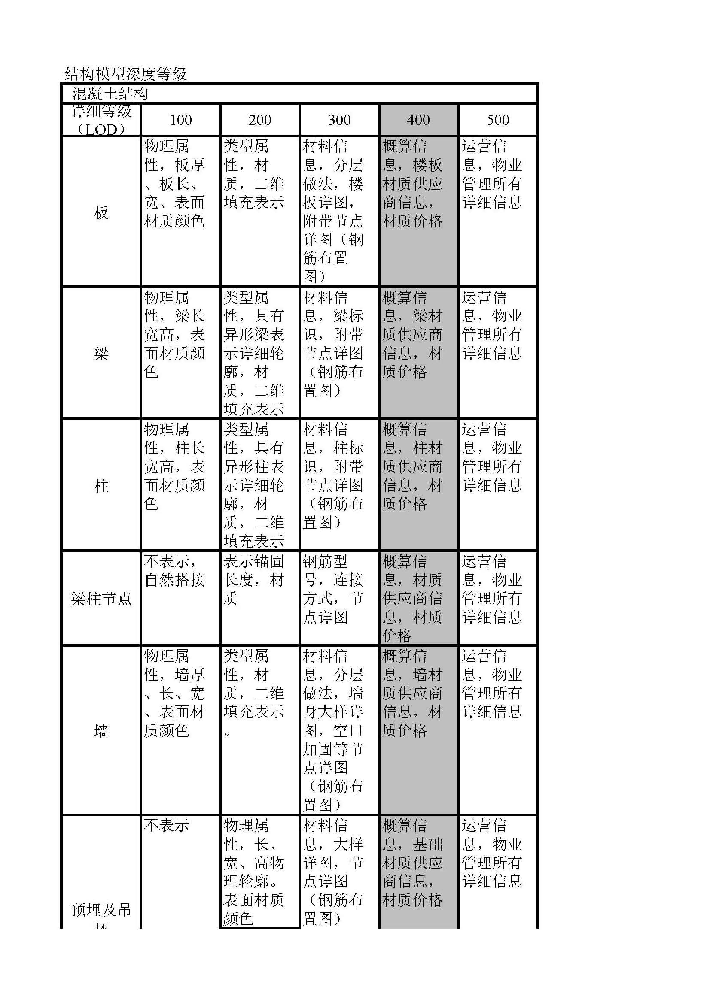 结构模型深度等级
混凝土结构
详细等级
（LOD）
100
200
300
400
500
板
物理属
性，板厚
、板长、
宽、表面
材质颜色
类型属
性，材
质，二维
填充表示
材料信
息，分层
做法，楼
板详图，
附带节点
详图（钢
筋布置
图）
概算信
息，楼板
材质供应
商信息，
材质价格
运营信
息，物业
管理所有
详细信息
梁
物理属
性，梁长
宽高，表
面材质颜
色
类型属
性，具有
异形梁表
示详细轮
廓，材
质，二维
填充表示
材料信
息，梁标
识，附带
节点详图
（钢筋布
置图）
概算信
息，梁材
质供应商
信息，材
质价格
运营信
息，物业
管理所有
详细信息
柱
物理属
性，柱长
宽高，表
面材质颜
色
类型属
性，具有
异形柱表
示详细轮
廓，材
质，二维
填充表示
材料信
息，柱标
识，附带
节点详图
（钢筋布
置图）
概算信
息，柱材
质供应商
信息，材
质价格
运营信
息，物业
管理所有
详细信息
梁柱节点
不表示，
自然搭接
表示锚固
长度，材
质
钢筋型
号，连接
方式，节
点详图
概算信
息，材质
供应商信
息，材质
价格
运营信
息，物业
管理所有
详细信息
墙
物理属
性，墙厚
、长、宽
、表面材
质颜色
类型属
性，材
质，二维
填充表示
。
材料信
息，分层
做法，墙
身大样详
图，空口
加固等节
点详图
（钢筋布
置图）
概算信
息，墙材
质供应商
信息，材
质价格
运营信
息，物业
管理所有
详细信息
预埋及吊
环
不表示
物理属
性，长、
宽、高物
理轮廓。
表面材质
颜色
材料信
息，大样
详图，节
点详图
（钢筋布
置图）
概算信
息，基础
材质供应
商信息，
材质价格
运营信
息，物业
管理所有
详细信息